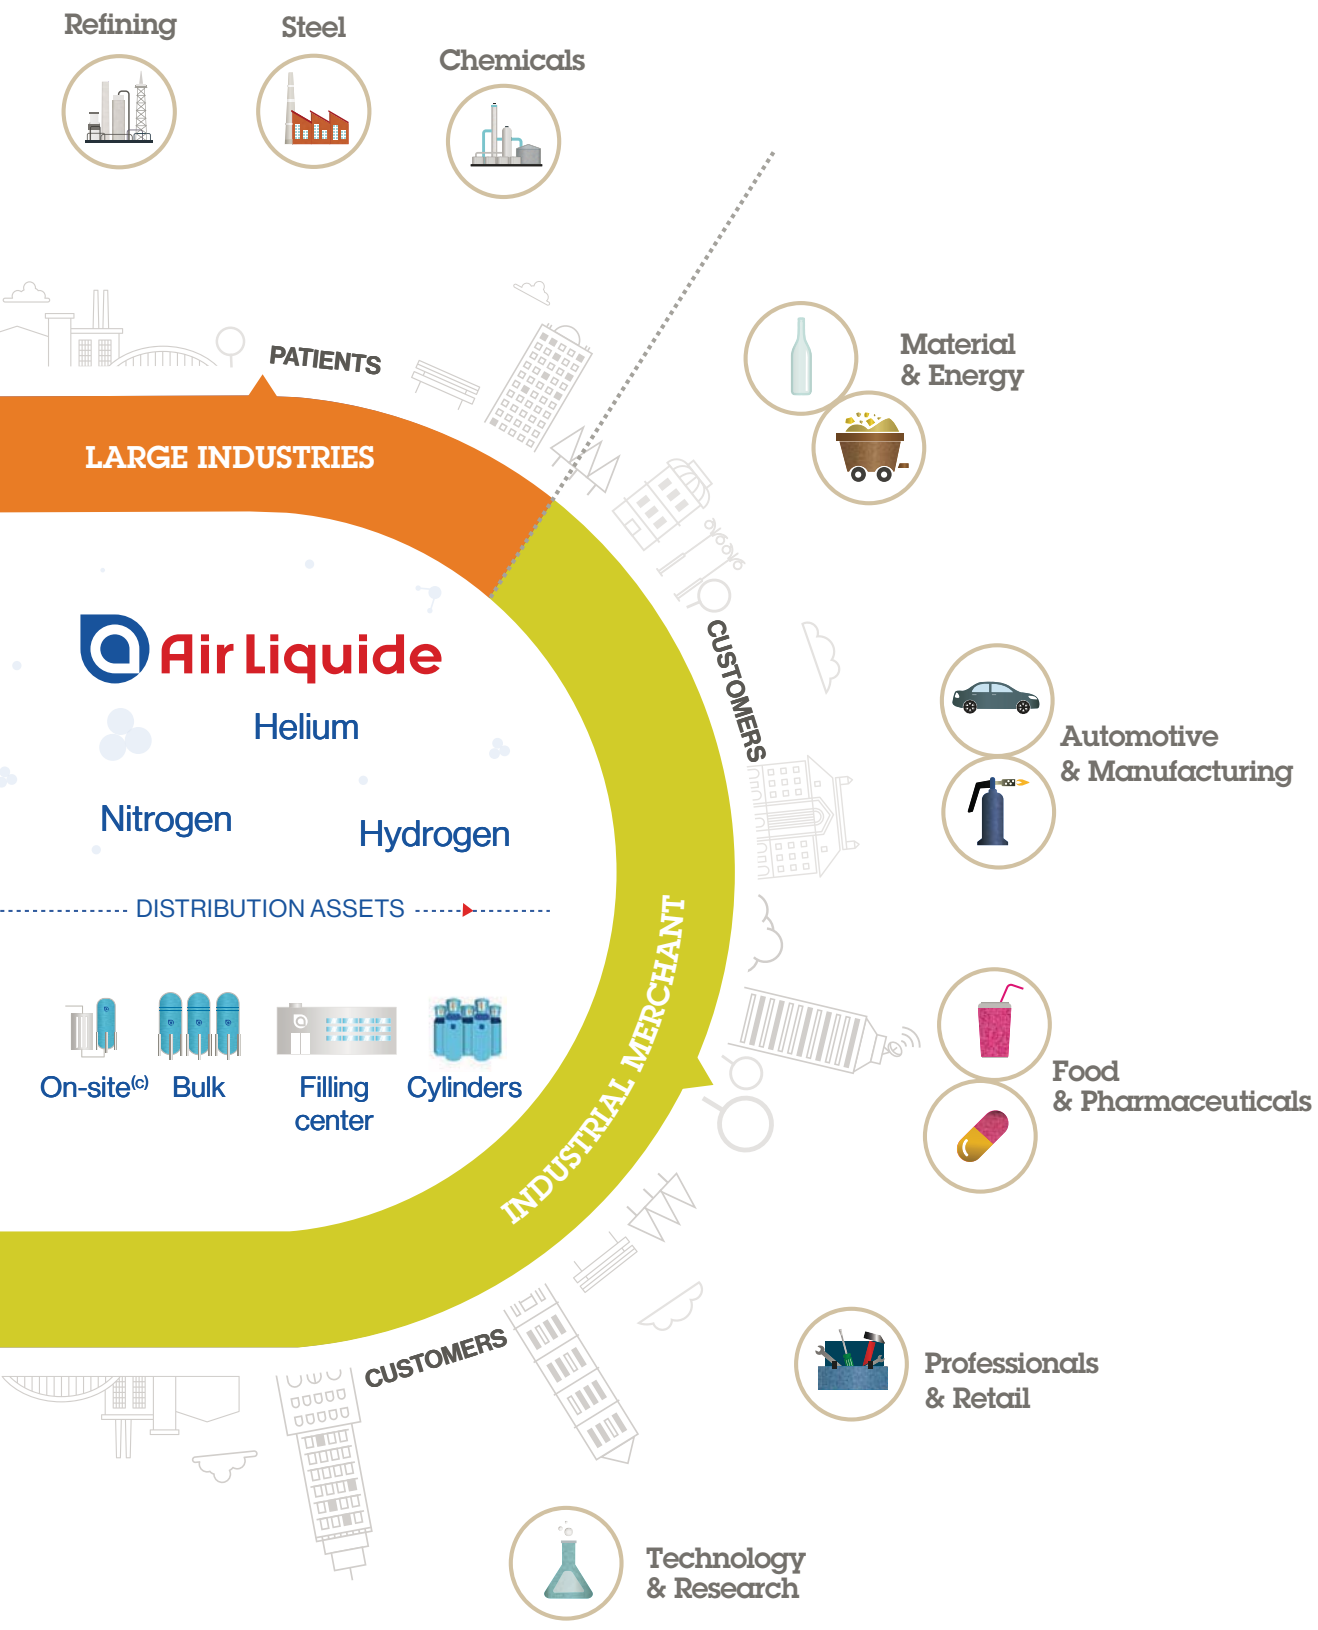 Refining
Steel
Chemicals
PATIENTS
Material
& Energy
LARGE INDUSTRIES
Air Liquide
CUSTOMERS
Helium
Automotive
& Manufacturing
Nitrogen
Hydrogen
DISTRIBUTION ASSETS
INDUSTRIAL MERCHANT
On-site(c)
Bulk
Filling
center
Cylinders
Food
& Pharmaceuticals
CUSTOMERS
Professionals
& Retail
Technology
& Research